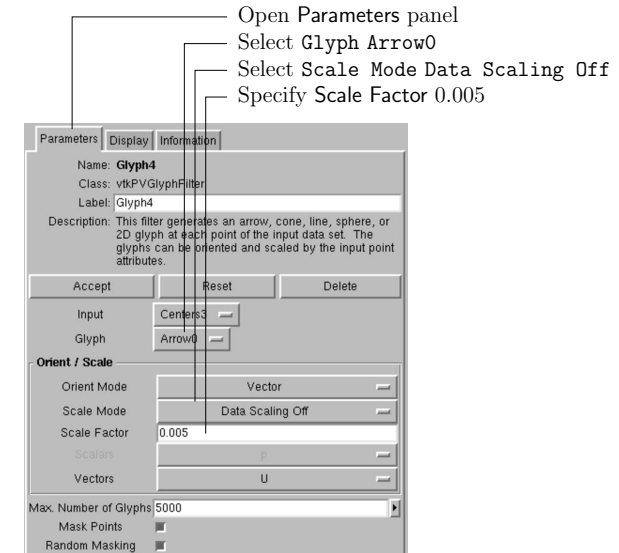 Open Parameters panel
Select Glyph Arrow0
Select Scale Mode Data Scaling Off
Specify Scale Factor 0.005
Parameters Display Information
Name: Glyph4
Class: vtkPVGlyphFilter
Label: Glyph4
Description: This filter generates an arrow, cone, line, sphere, or
2D glyph at each point of the input data set. The
glyphs can be oriented and scaled by the input point
attributes.
Accept Reset Delete
Input Centers3
Glyph Arrow0
Orient / Scale
Orient Mode Vector
Scale Mode Data Scaling Off
Scale Factor 0.005
Scalars p
Vectors U
Max. Number of Glyphs 5000
Mask Points
Random Masking